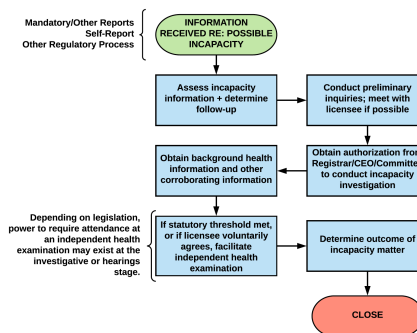 Mandatory/Other Reports
Self-Report
Other Regulatory Process
INFORMATION
RECEIVED RE: POSSIBLE
INCAPACITY
Assess incapacity
information + determine
follow-up
Conduct preliminary
inquiries; meet with
licensee if possible
Obtain authorization from
Registrar/CEO/Committee
to conduct incapacity
investigation
Obtain background health
information and other
corroborating information
Depending on legislation,
power to require attendance at
an independent health
examination may exist at the
investigative or hearings
stage.
If statutory threshold met,
or if licensee voluntarily
agrees, facilitate
independent health
examination
Determine outcome of
incapacity matter
CLOSE